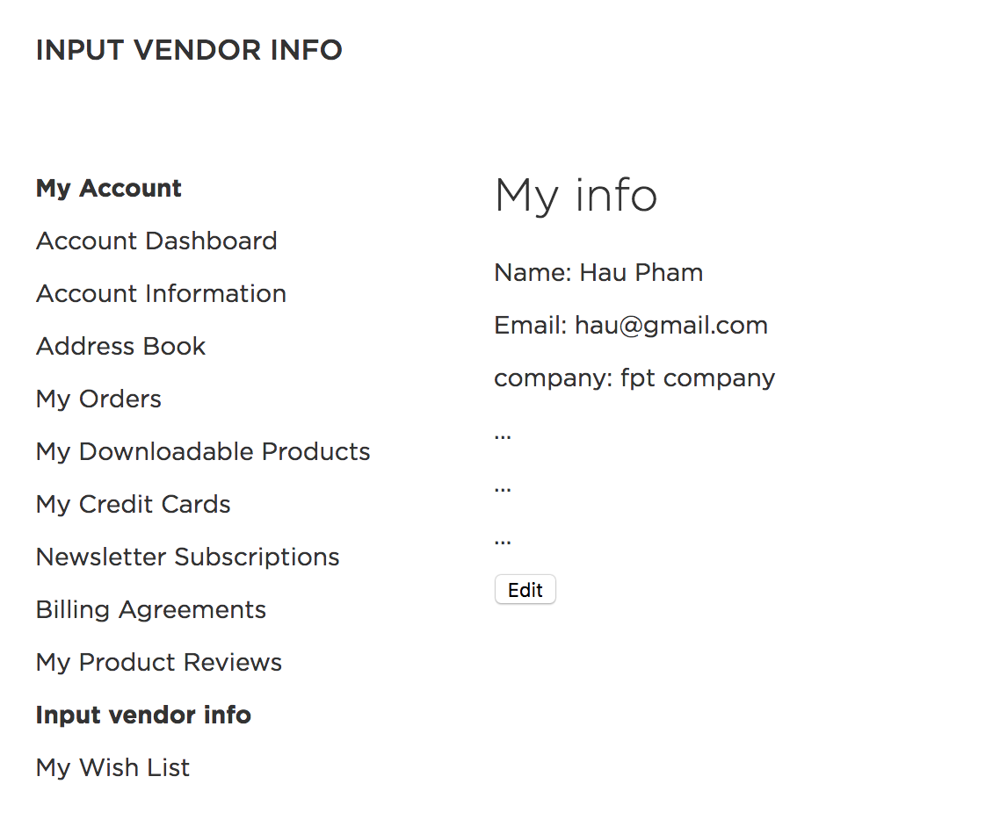 INPUT VENDOR INFO
My Account
Account Dashboard
Account Information
Address Book
My Orders
My Downloadable Products
My Credit Cards
Newsletter Subscriptions
Billing Agreements
My Product Reviews
Input vendor info
My Wish List
My info
Name: Hau Pham
Email: hau@gmail.com
company: fpt company
...
...
...
Edit